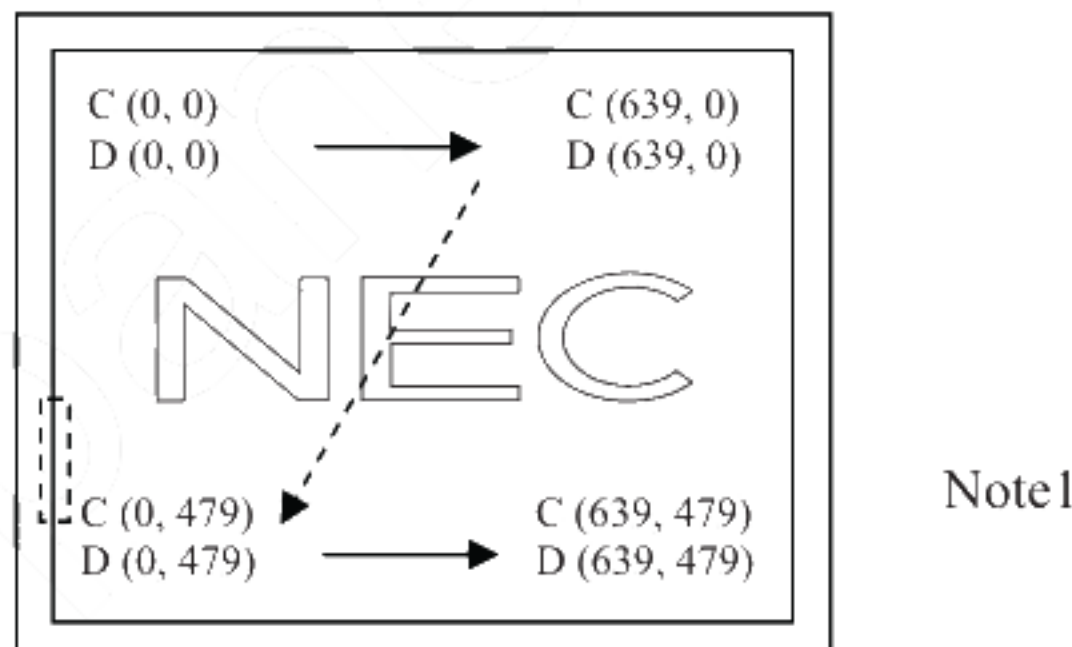 C (0, 0) C (639, 0)
D (0, 0) D (639, 0)
NEC
C (0, 479) C (639, 479)
D (0, 479) D (639, 479)
Note1